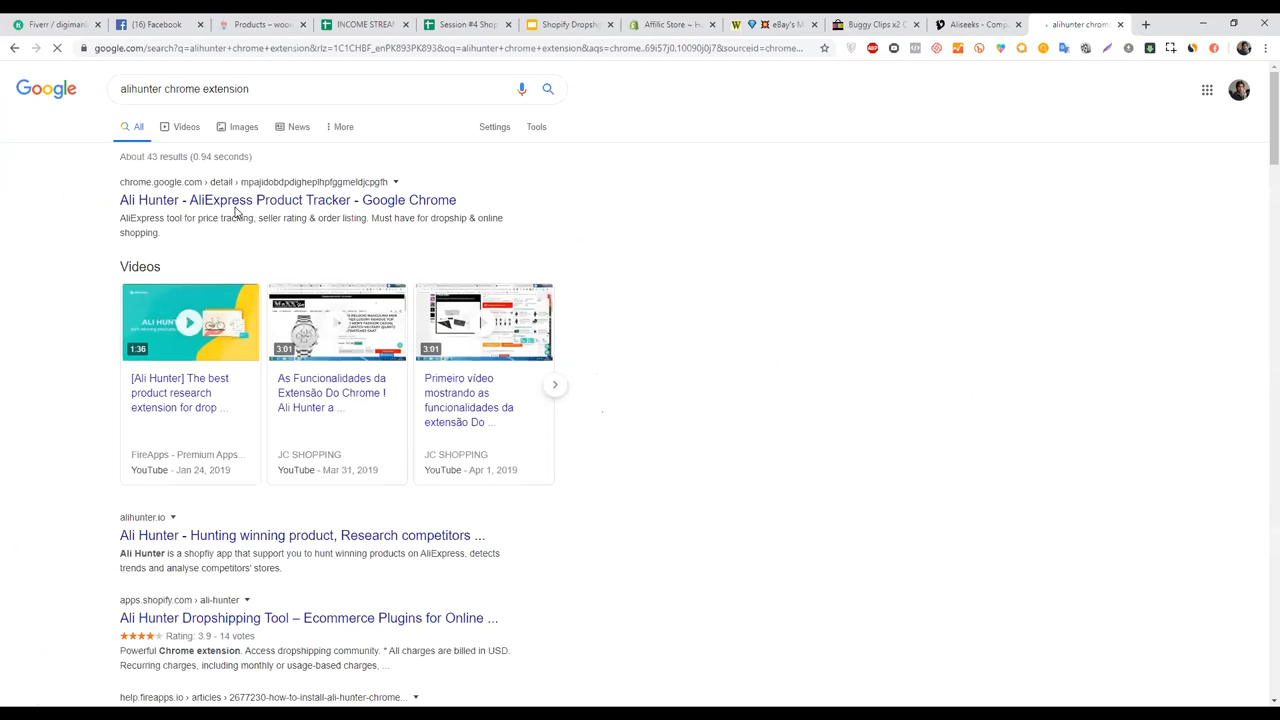 Fiverr / digimani
(16) Facebook
Products – woo
INCOME STREAM
Session #4 Shop
Shopify Dropshi
Affilic Store ~ Hu
W
eBay's M
Buggy Clips x2 C
Aliseeks - Comp
alihunter chrom
google.com/search?q=alihunter+chrome+extension&rlz=1C1CHBF_enPK893PK893&oq=alihunter+chrome+extension&aqs=chrome..69i57j0.10090j0j7&sourceid=chrome...
ABP
Google
alihunter chrome extension
All
Videos
Images
News
More
Settings
Tools
About 43 results (0.94 seconds)
chrome.google.com › detail › mpajidobdpdigheplhpfggmeldjcpgfh
Ali Hunter - AliExpress Product Tracker - Google Chrome
AliExpress tool for price tracking, seller rating & order listing. Must have for dropship & online
shopping.
Videos
ALI HUNTER
1:36
3:01
3:01
[Ali Hunter] The best
product research
extension for drop ...
FireApps - Premium Apps...
YouTube - Jan 24, 2019
As Funcionalidades da
Extensão Do Chrome !
Ali Hunter a ...
JC SHOPPING
YouTube - Mar 31, 2019
Primeiro vídeo
mostrando as
funcionalidades da
extensão Do ...
JC SHOPPING
YouTube - Apr 1, 2019
alihunter.io
Ali Hunter - Hunting winning product, Research competitors ...
Ali Hunter is a shopfiy app that support you to hunt winning products on AliExpress, detects
trends and analyse competitors' stores.
apps.shopify.com › ali-hunter
Ali Hunter Dropshipping Tool – Ecommerce Plugins for Online ...
Rating: 3.9 - 14 votes
Powerful Chrome extension. Access dropshipping community. * All charges are billed in USD.
Recurring charges, including monthly or usage-based charges, ...
help.fireapps.io › articles › 2677230-how-to-install-ali-hunter-chrome...